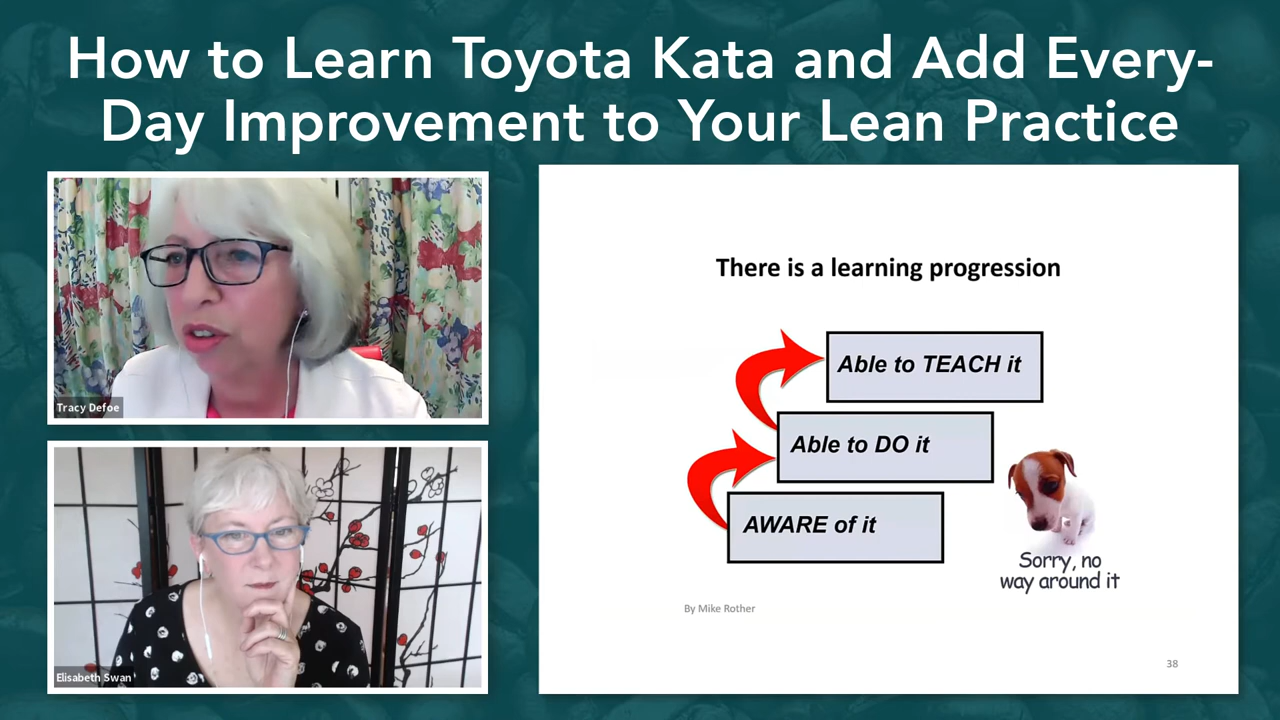 How to Learn Toyota Kata and Add Every-
Day Improvement to Your Lean Practice
Tracy Defoe
Elisabeth Swan
There is a learning progression
Able to TEACH it
Able to DO it
AWARE of it
Sorry, no
way around it
By Mike Rother
38